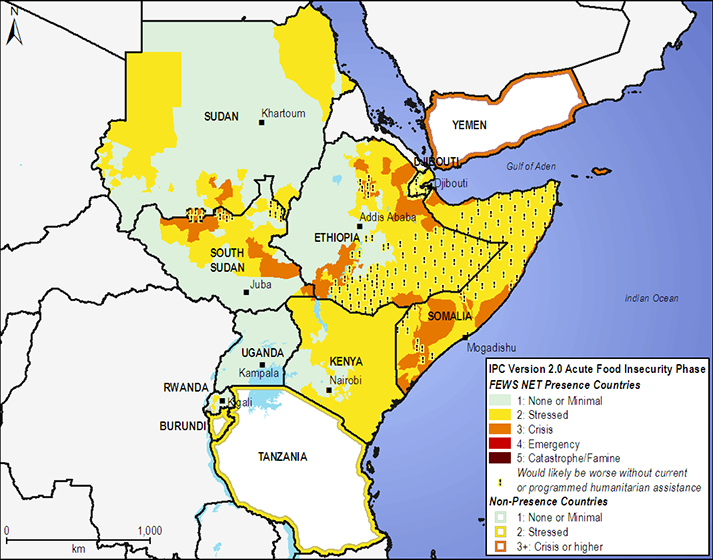 N
SUDAN
Khartoum
YEMEN
DJIBOUTI
Djibouti
Gulf of Aden
Addis Ababa
ETHIOPIA
SOUTH
SUDAN
Juba
Indian Ocean
SOMALIA
Mogadishu
UGANDA
Kampala
KENYA
Nairobi
RWANDA
Kigali
BURUNDI
TANZANIA
IPC Version 2.0 Acute Food Insecurity Phase
FEWS NET Presence Countries
1: None or Minimal
2: Stressed
3: Crisis
4: Emergency
5: Catastrophe/Famine
Would likely be worse without current
or programmed humanitarian assistance
Non-Presence Countries
1: None or Minimal
2: Stressed
3+: Crisis or higher
0 1,000
km